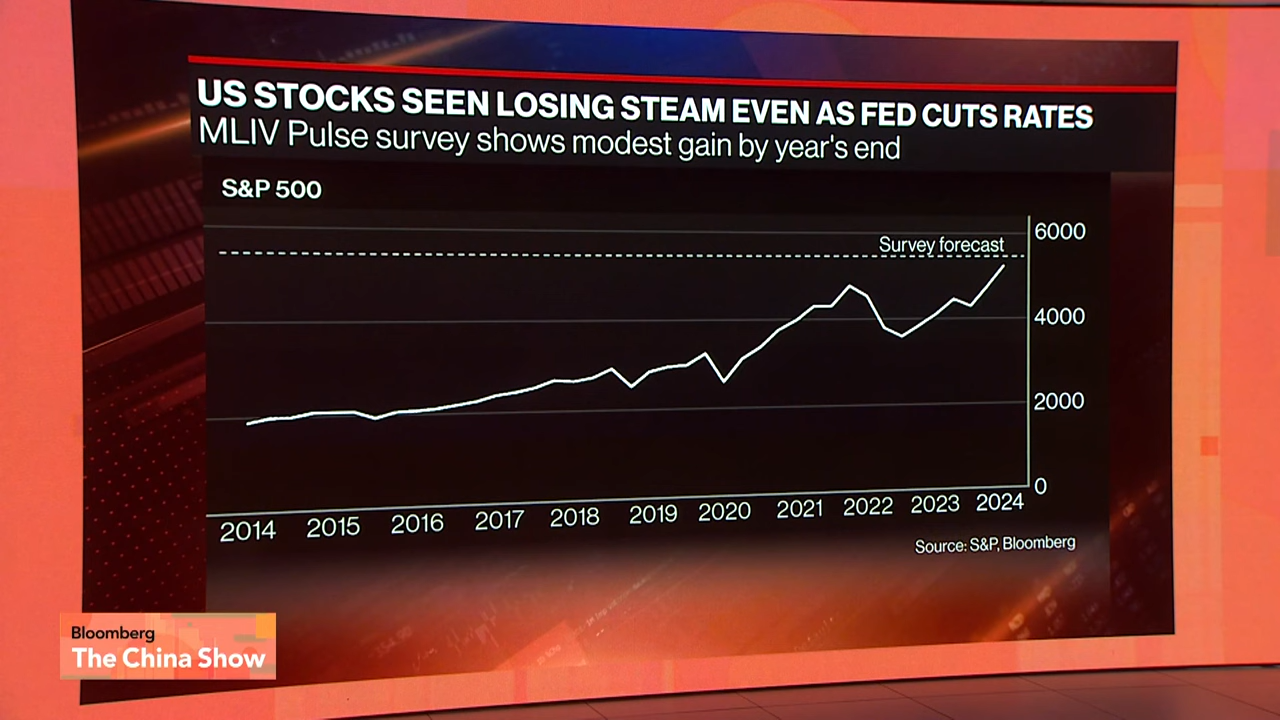 US STOCKS SEEN LOSING STEAM EVEN AS FED CUTS RATES
MLIV Pulse survey shows modest gain by year's end
S&P 500
Survey forecast
6000
4000
2000
0
2014 2015 2016 2017 2018 2019 2020 2021 2022 2023 2024
Source: S&P, Bloomberg
Bloomberg
The China Show